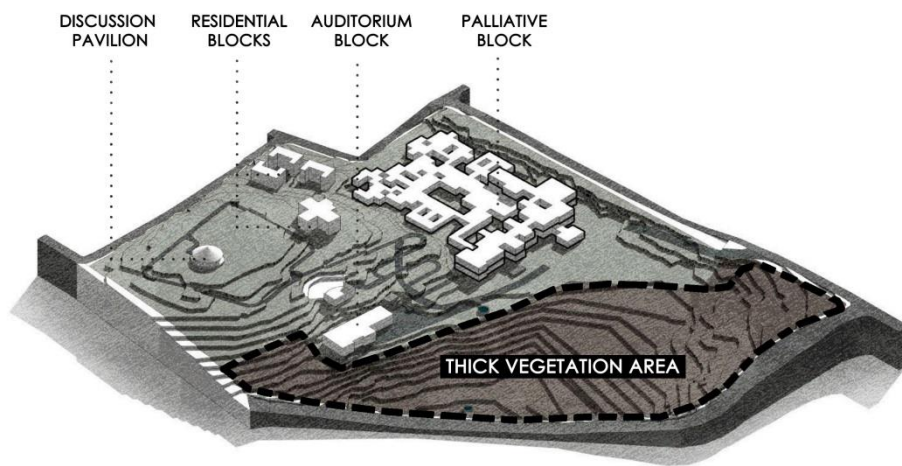 DISCUSSION
PAVILION
RESIDENTIAL
BLOCKS
AUDITORIUM
BLOCK
PALLIATIVE
BLOCK
THICK VEGETATION AREA